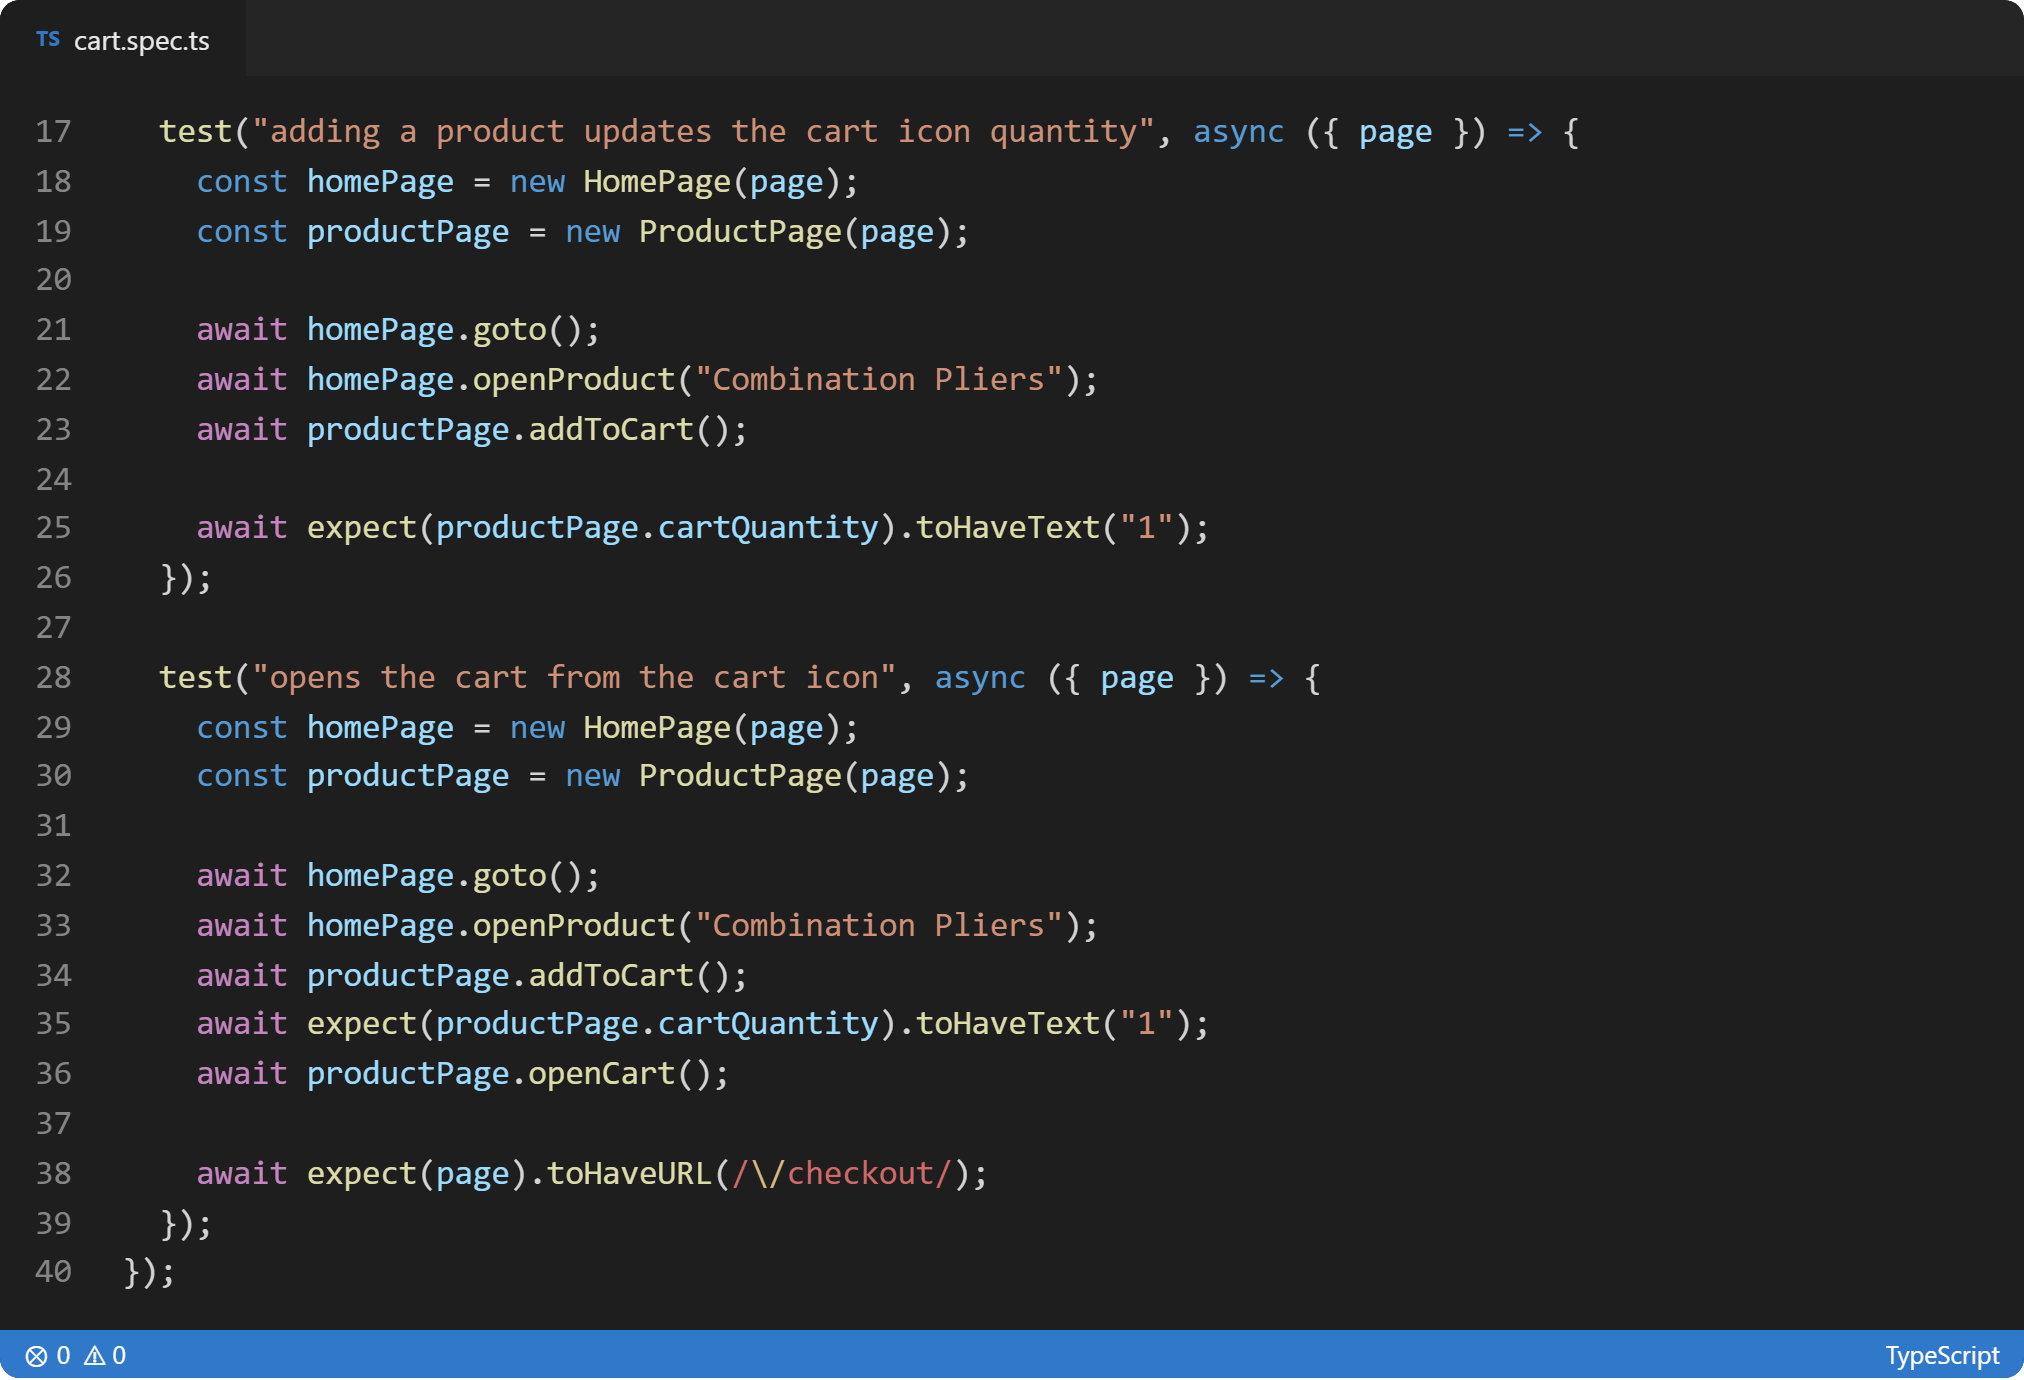 TS cart.spec.ts
17 test("adding a product updates the cart icon quantity", async ({ page }) => {
18 const homePage = new HomePage(page);
19 const productPage = new ProductPage(page);
20
21 await homePage.goto();
22 await homePage.openProduct("Combination Pliers");
23 await productPage.addToCart();
24
25 await expect(productPage.cartQuantity).toHaveText("1");
26 });
27
28 test("opens the cart from the cart icon", async ({ page }) => {
29 const homePage = new HomePage(page);
30 const productPage = new ProductPage(page);
31
32 await homePage.goto();
33 await homePage.openProduct("Combination Pliers");
34 await productPage.addToCart();
35 await expect(productPage.cartQuantity).toHaveText("1");
36 await productPage.openCart();
37
38 await expect(page).toHaveURL(/\/checkout/);
39 });
40 });
0 0 TypeScript